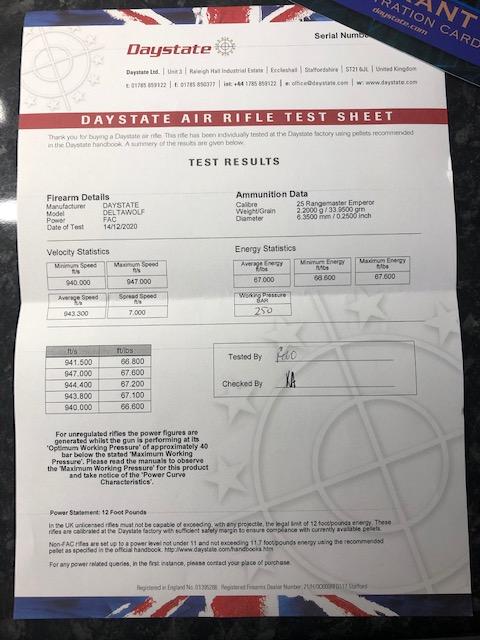 ANT
TRATION CARD
daystate.com
Serial Numbe
Daystate
Daystate Ltd. | Unit 3 | Raleigh Hall Industrial Estate | Eccleshall | Staffordshire | ST21 6JL | United Kingdom
t: 01785 859122 | f: 01785 850377 | int: +44 1785 859122 | e: office@daystate.com | w: www.daystate.com
DAYSTATE AIR RIFLE TEST SHEET
Thank you for buying a Daystate air rifle. This rifle has been individually tested at the Daystate factory using pellets recommended
in the Daystate handbook. A summery of the results are given below.
TEST RESULTS
Firearm Details
Manufacturer DAYSTATE
Model DELTAWOLF
Power FAC
Date of Test 14/12/2020
Ammunition Data
Calibre 25 Rangemaster Emperor
Weight/Grain 2.2000 g / 33.9500 grn
Diameter 6.3500 mm / 0.2500 inch
Velocity Statistics
Minimum Speed ft/s Maximum Speed ft/s
940.000 947.000
Average Speed ft/s Spread Speed ft/s
943.300 7.000
Energy Statistics
Average Energy ft/lbs Minimum Energy ft/lbs Maximum Energy ft/lbs
67.000 66.600 67.600
Working Pressure
BAR
250
ft/s ft/lbs
941.500 66.800
947.000 67.600
944.400 67.200
943.800 67.100
940.000 66.600
Tested By
Checked By KA
For unregulated rifles the power figures are
generated whilst the gun is performing at its
'Optimum Working Pressure' of approximately 40
bar below the stated 'Maximum Working
Pressure'. Please read the manuals to observe
the 'Maximum Working Pressure' for this product
and take notice of the 'Power Curve
Characteristics'.
Power Statement: 12 Foot Pounds
In the UK unlicensed rifles must not be capable of exceeding, with any projectile, the legal limit of 12 foot/pounds energy. These
rifles are calibrated at the Daystate factory with sufficient safety margin to ensure compliance with currently available pellets.
Non-FAC rifles are set up to a power level not under 11 and not exceeding 11.7 foot/pounds energy using the recommended
pellet as specified in the official handbook. http://www.daystate.com/handbooks.htm
For any power related queries, in the first instance, please contact your place of purchase.
Registered in England No. 01395286 Registered Firearms Dealer Number: Stafford